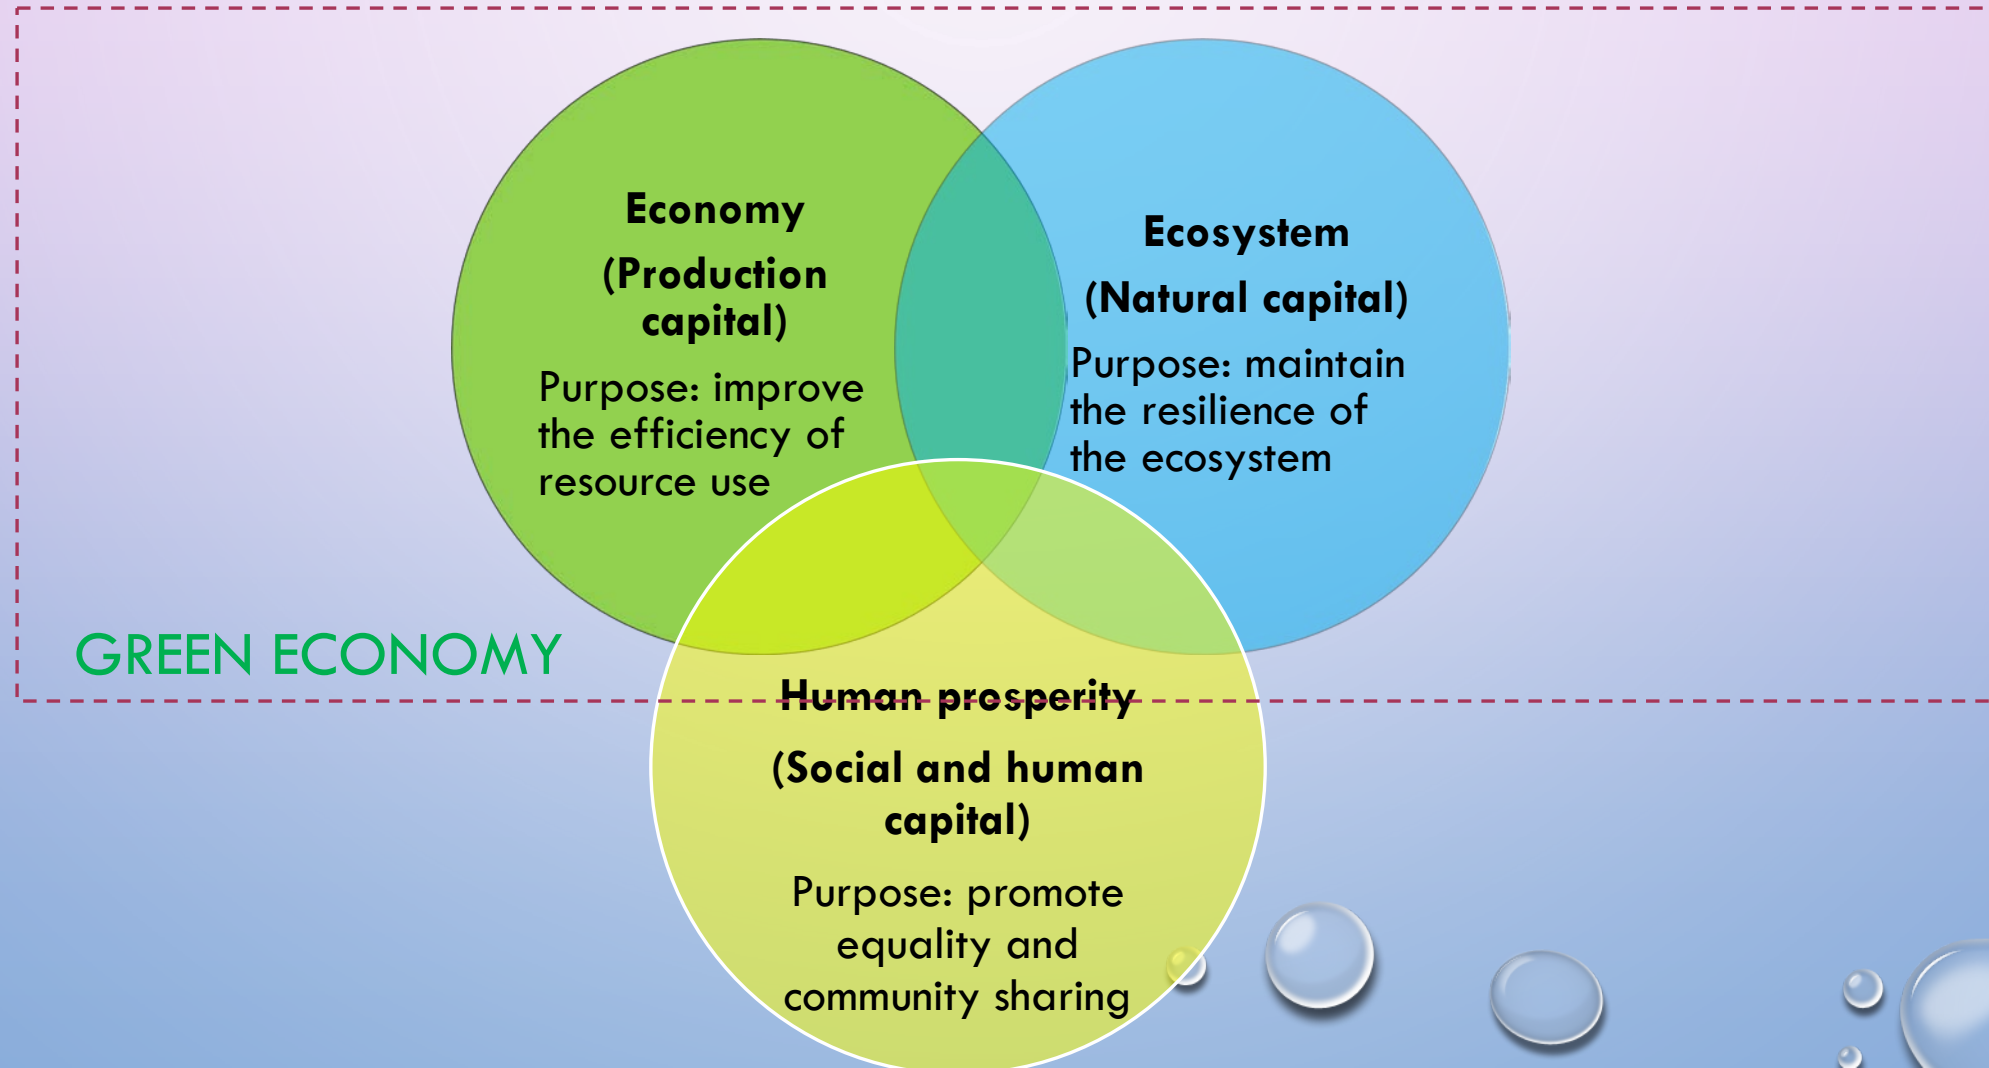 Economy
(Production
capital)
Purpose: improve
the efficiency of
resource use
Ecosystem
(Natural capital)
Purpose: maintain
the resilience of
the ecosystem
GREEN ECONOMY
Human prosperity
(Social and human
capital)
Purpose: promote
equality and
community sharing